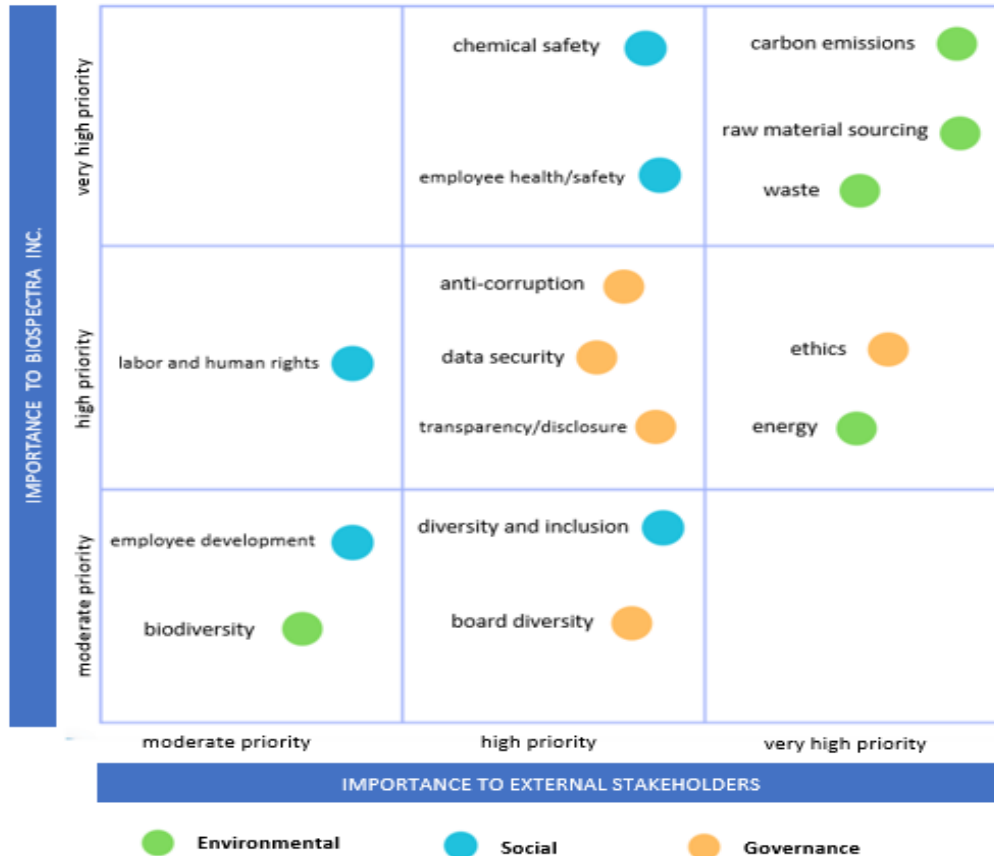 IMPORTANCE TO BIOSPECTRA INC.
very high priority
chemical safety
carbon emissions
raw material sourcing
employee health/safety
waste
high priority
anti-corruption
labor and human rights
data security
ethics
transparency/disclosure
energy
moderate priority
employee development
diversity and inclusion
biodiversity
board diversity
moderate priority
high priority
very high priority
IMPORTANCE TO EXTERNAL STAKEHOLDERS
Environmental
Social
Governance